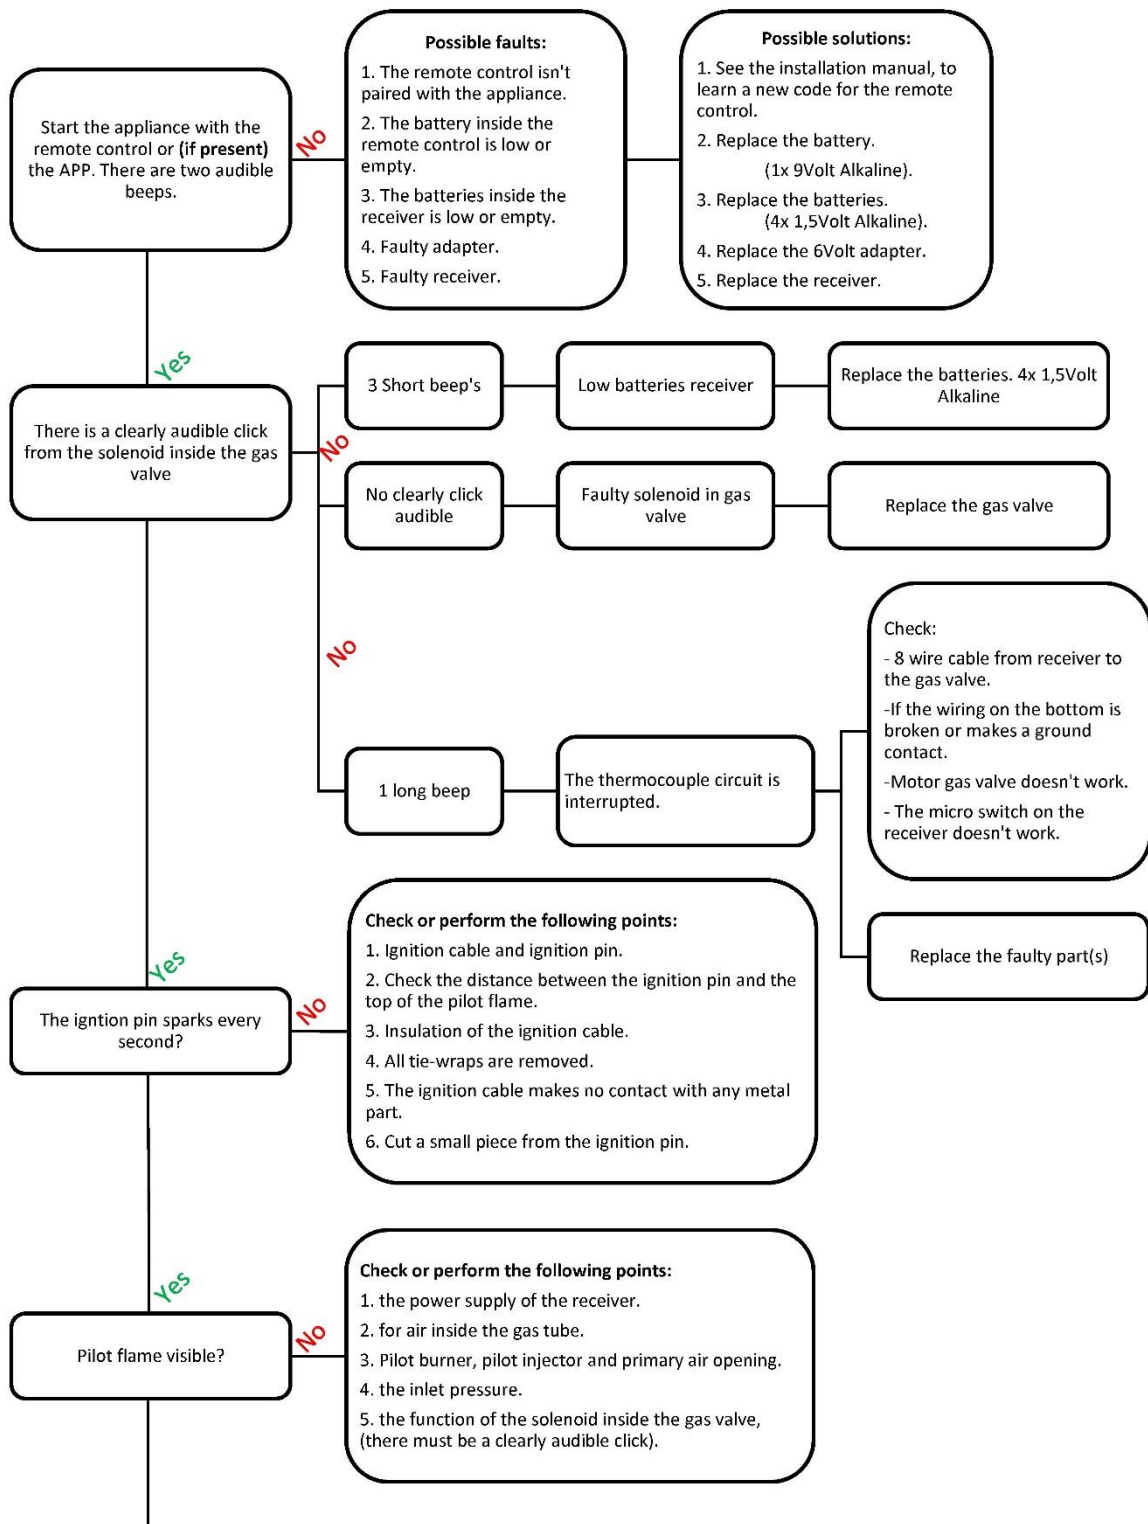 Possible faults:
1. The remote control isn't
paired with the appliance.
2. The battery inside the
remote control is low or
empty.
3. The batteries inside the
receiver is low or empty.
4. Faulty adapter.
5. Faulty receiver.
Possible solutions:
1. See the installation manual, to
learn a new code for the remote
control.
2. Replace the battery.
(1x 9Volt Alkaline).
3. Replace the batteries.
(4x 1,5Volt Alkaline).
4. Replace the 6Volt adapter.
5. Replace the receiver.
Start the appliance with the
remote control or (if present)
the APP. There are two audible
beeps.
No
Yes
There is a clearly audible click
from the solenoid inside the gas
valve
No
3 Short beep's
Low batteries receiver
Replace the batteries. 4x 1,5Volt
Alkaline
No clearly click
audible
Faulty solenoid in gas
valve
Replace the gas valve
No
1 long beep
The thermocouple circuit is
interrupted.
Check:
- 8 wire cable from receiver to
the gas valve.
-If the wiring on the bottom is
broken or makes a ground
contact.
-Motor gas valve doesn't work.
- The micro switch on the
receiver doesn't work.
Replace the faulty part(s)
Yes
The igntion pin sparks every
second?
No
Check or perform the following points:
1. Ignition cable and ignition pin.
2. Check the distance between the ignition pin and the
top of the pilot flame.
3. Insulation of the ignition cable.
4. All tie-wraps are removed.
5. The ignition cable makes no contact with any metal
part.
6. Cut a small piece from the ignition pin.
Yes
Pilot flame visible?
No
Check or perform the following points:
1. the power supply of the receiver.
2. for air inside the gas tube.
3. Pilot burner, pilot injector and primary air opening.
4. the inlet pressure.
5. the function of the solenoid inside the gas valve,
(there must be a clearly audible click).